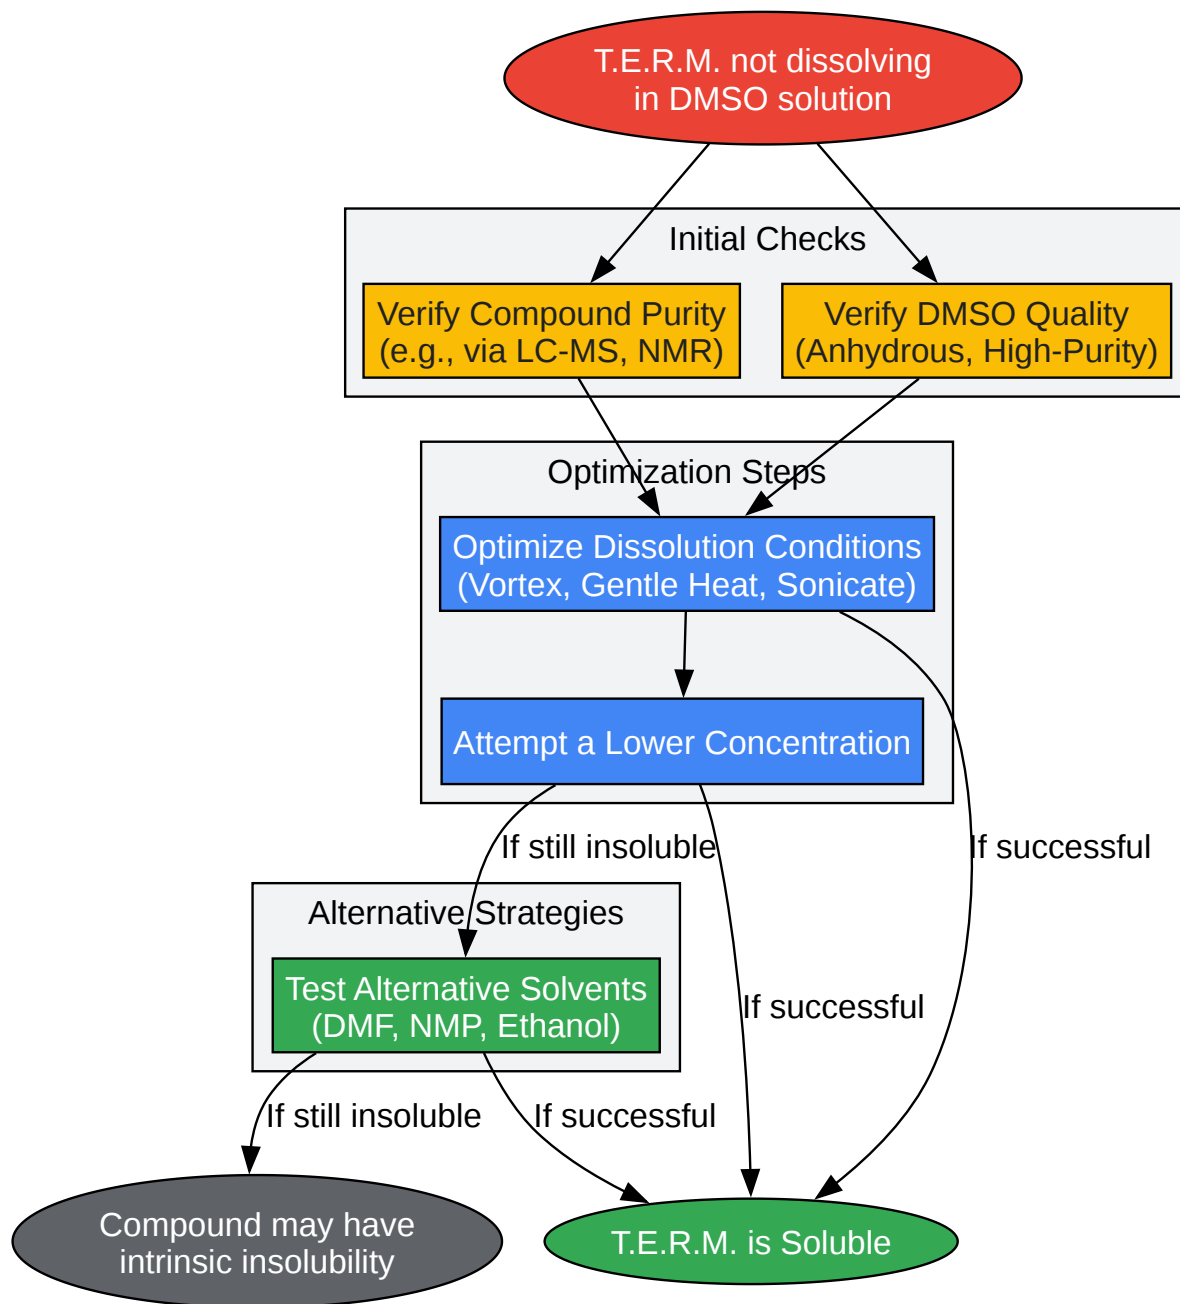 T.E.R.M. not dissolving
in DMSO solution
Initial Checks
Verify Compound Purity
(e.g., via LC-MS, NMR)
Verify DMSO Quality
(Anhydrous, High-Purity)
Optimization Steps
Optimize Dissolution Conditions
(Vortex, Gentle Heat, Sonicate)
Attempt a Lower Concentration
If still insoluble
If successful
Alternative Strategies
Test Alternative Solvents
(DMF, NMP, Ethanol)
If successful
If still insoluble
If successful
Compound may have
intrinsic insolubility
T.E.R.M. is Soluble